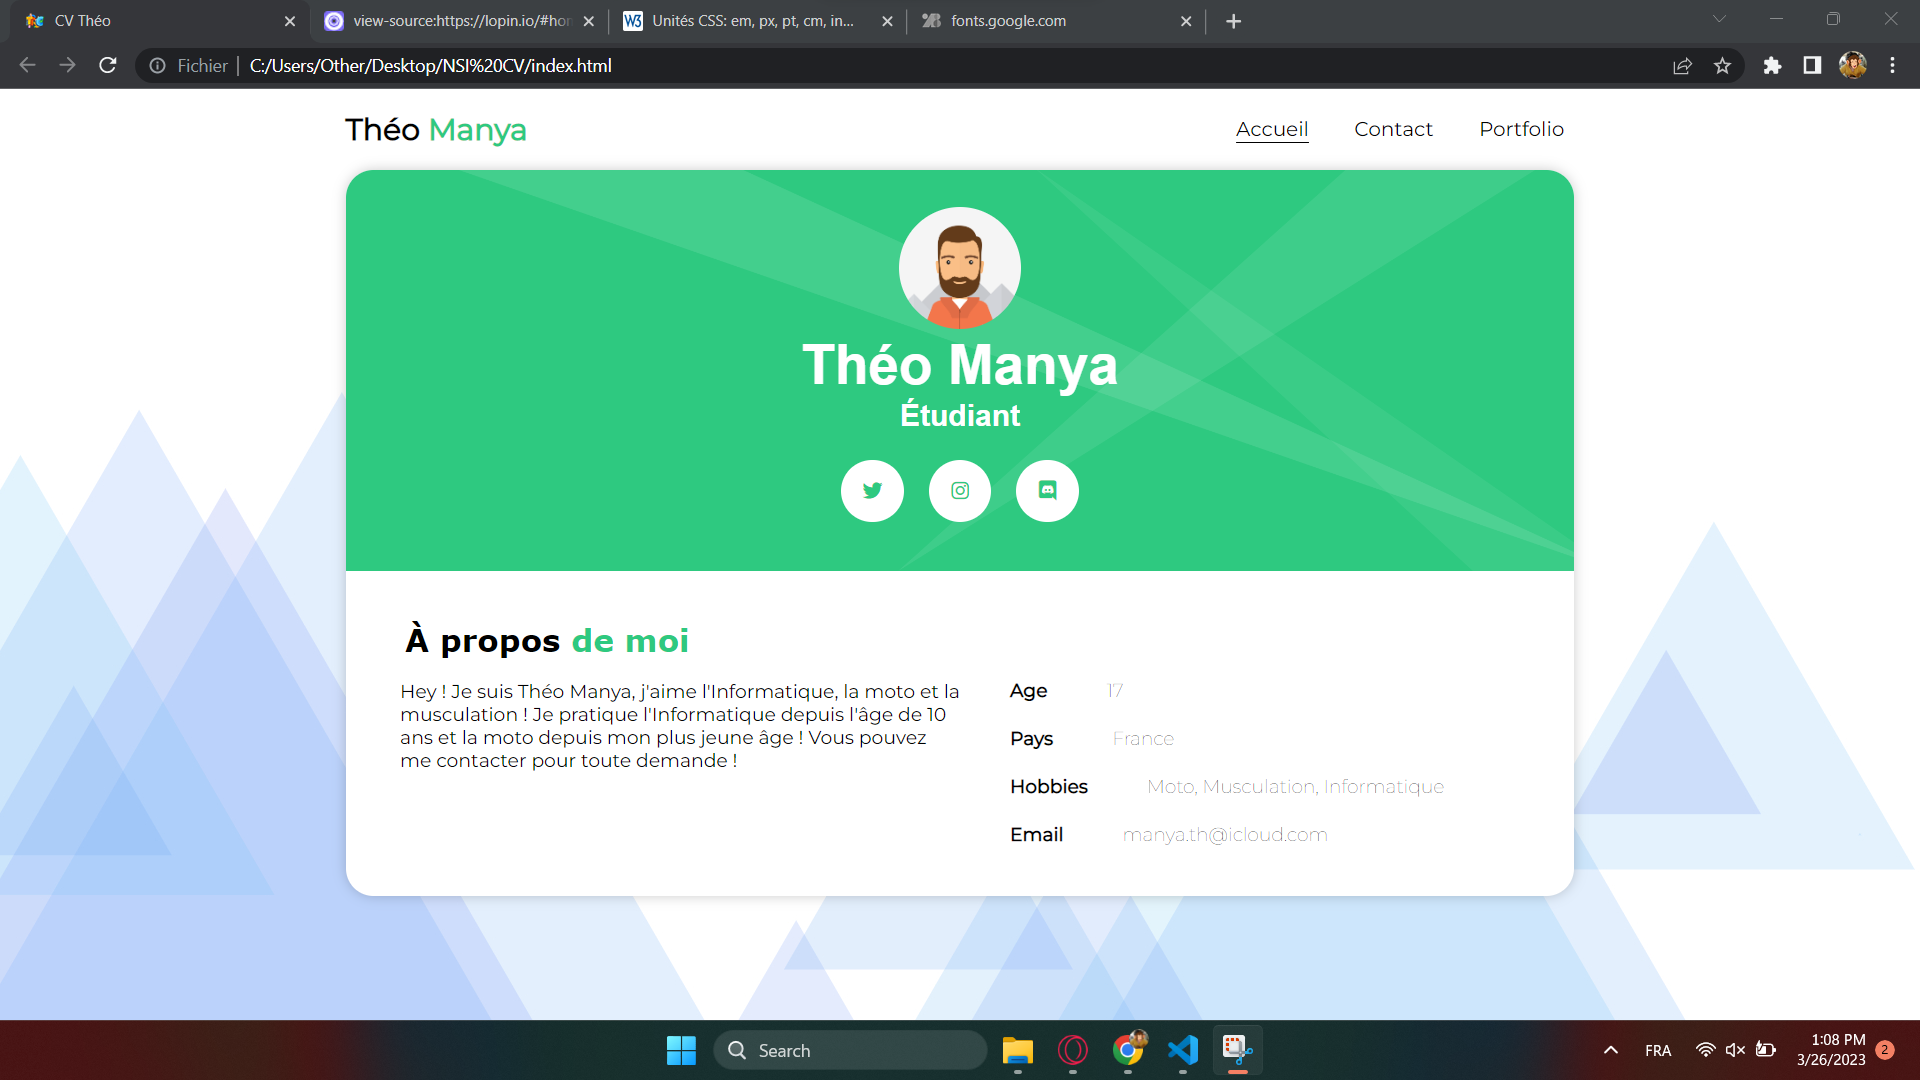 CV Théo
view-source:https://lopin.io/#hor
Unités CSS: em, px, pt, cm, in...
fonts.google.com
Fichier
C:/Users/Other/Desktop/NSI%20CV/index.html
Théo Manya
Accueil
Contact
Portfolio
Théo Manya
Étudiant
À propos de moi
Hey ! Je suis Théo Manya, j'aime l'Informatique, la moto et la
musculation ! Je pratique l'Informatique depuis l'âge de 10
ans et la moto depuis mon plus jeune âge ! Vous pouvez
me contacter pour toute demande !
Age 17
Pays France
Hobbies Moto, Musculation, Informatique
Email manya.th@icloud.com
Search
FRA
1:08 PM
3/26/2023
2